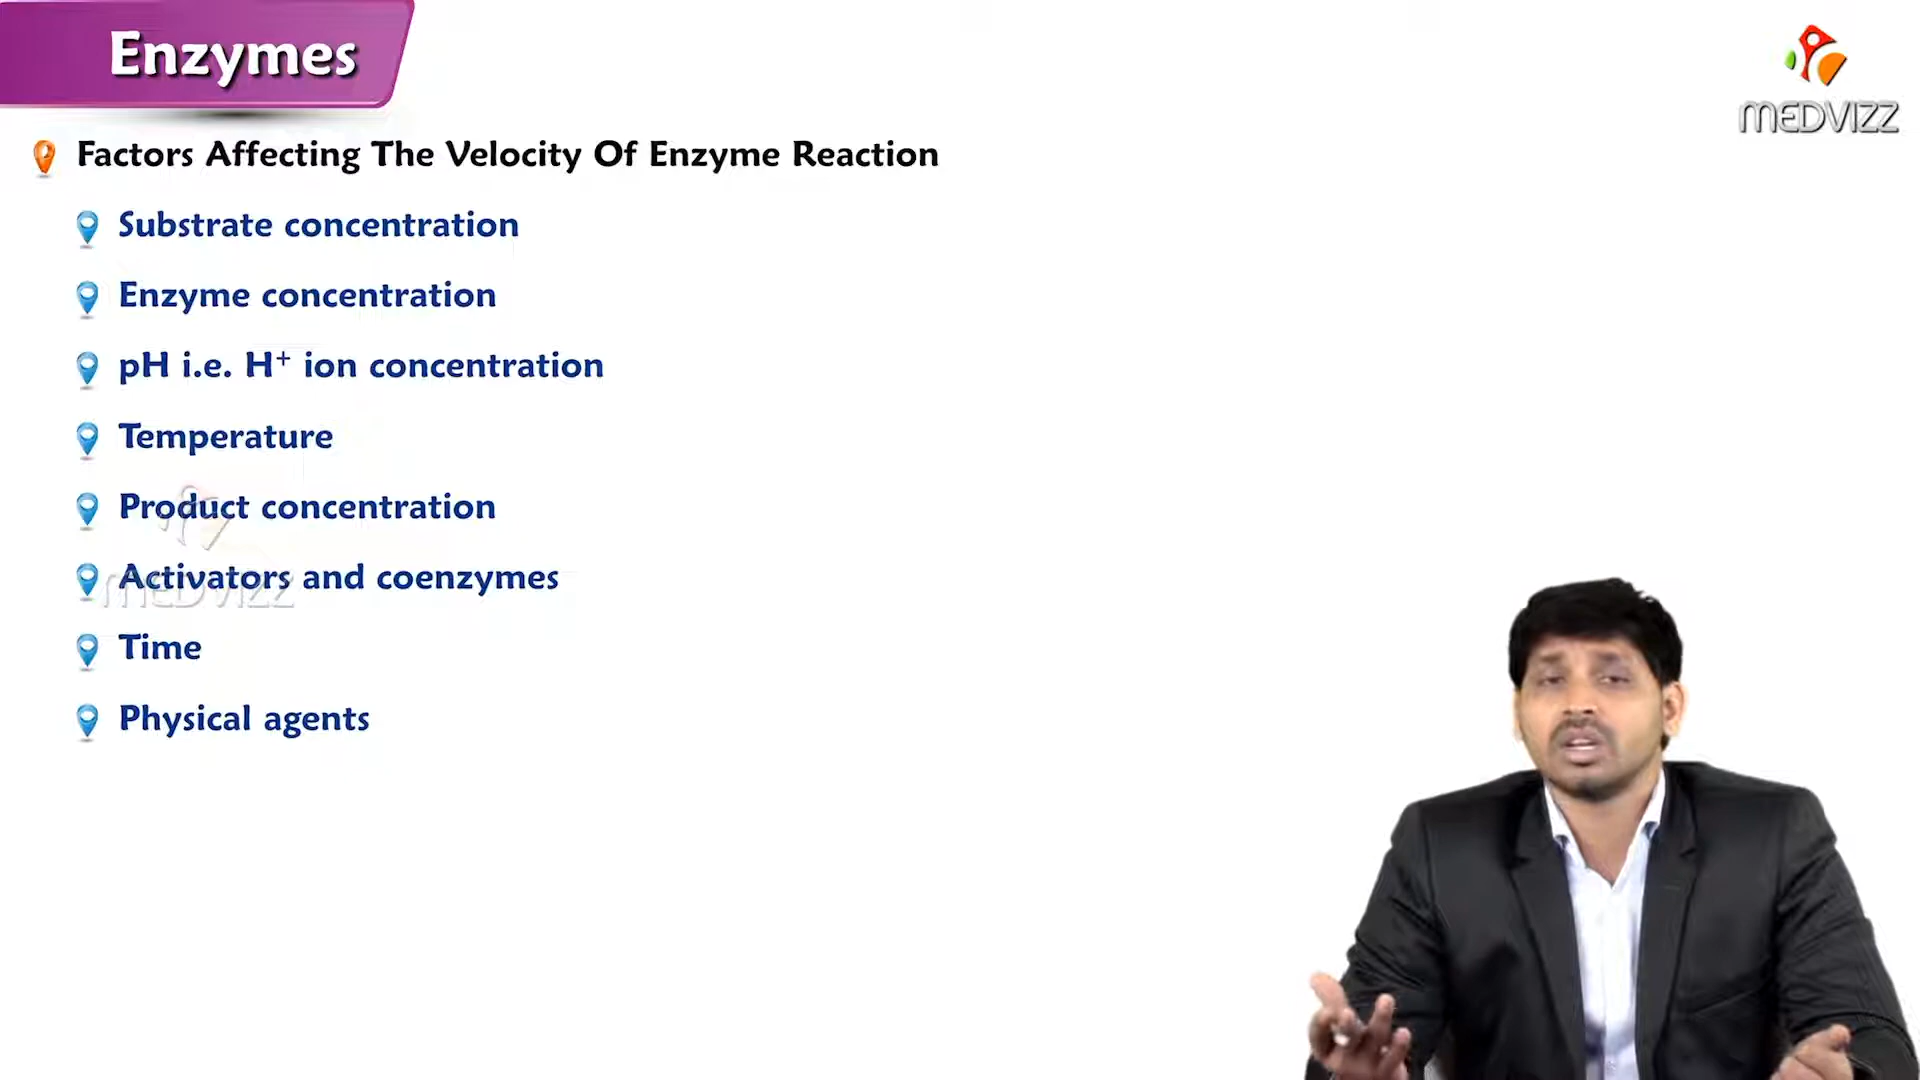 Enzymes
MEDVIZZ
Factors Affecting The Velocity Of Enzyme Reaction
Substrate concentration
Enzyme concentration
pH i.e. H⁺ ion concentration
Temperature
Product concentration
Activators and coenzymes
MEDVIZZ
Time
Physical agents